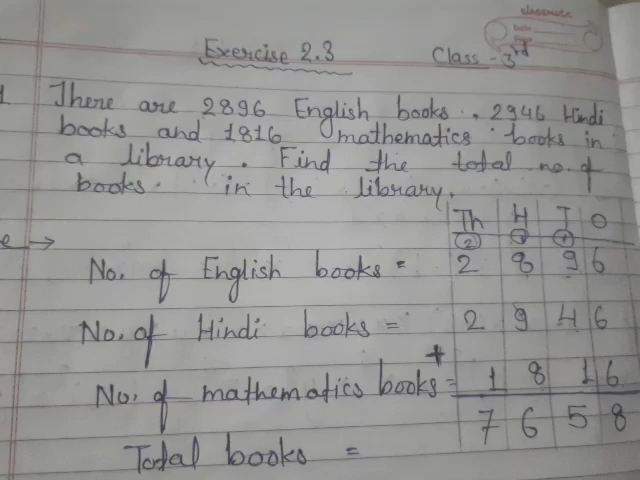 classmate
Exercise 2.3 Class - 3rd
1 There are 2896 English books, 2946 Hindi
books and 1816 mathematics books in
a library. Find the total no. of
books in the library.
Th H T O
2
No. of English books = 2 8 9 6
No. of Hindi books = 2 9 4 6
No. of mathematics books = + 1 8 1 6
Total books = 7 6 5 8